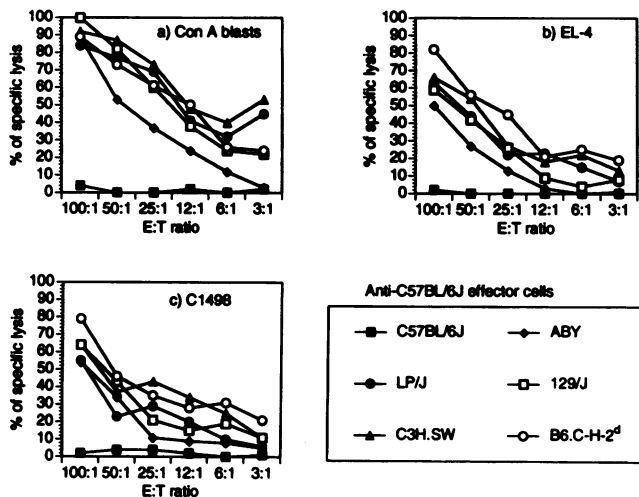 a) Con A blasts
% of specific lysis
100
90
80
70
60
50
40
30
20
10
0
100:1 50:1 25:1 12:1 6:1 3:1
E:T ratio
b) EL-4
% of specific lysis
100
90
80
70
60
50
40
30
20
10
0
100:1 50:1 25:1 12:1 6:1 3:1
E:T ratio
c) C1498
% of specific lysis
100
90
80
70
60
50
40
30
20
10
0
100:1 50:1 25:1 12:1 6:1 3:1
E:T ratio
Anti-C57BL/6J effector cells
C57BL/6J ABY
LP/J 129/J
C3H.SW B6.C-H-2ᵈ